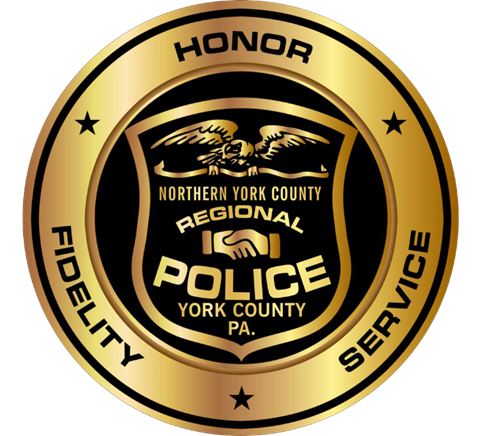 HONOR
NORTHERN YORK COUNTY
REGIONAL
POLICE
YORK COUNTY
PA.
FIDELITY
SERVICE